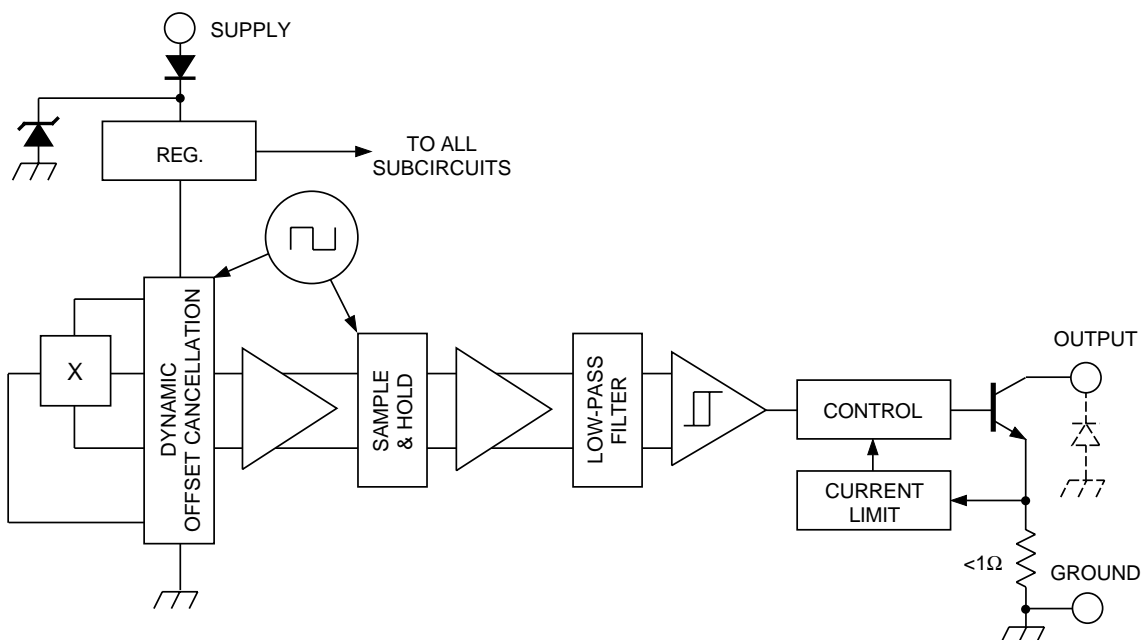 SUPPLY
REG.
TO ALL
SUBCIRCUITS
X
DYNAMIC
OFFSET CANCELLATION
SAMPLE
& HOLD
LOW-PASS
FILTER
CONTROL
CURRENT
LIMIT
OUTPUT
<1Ω
GROUND